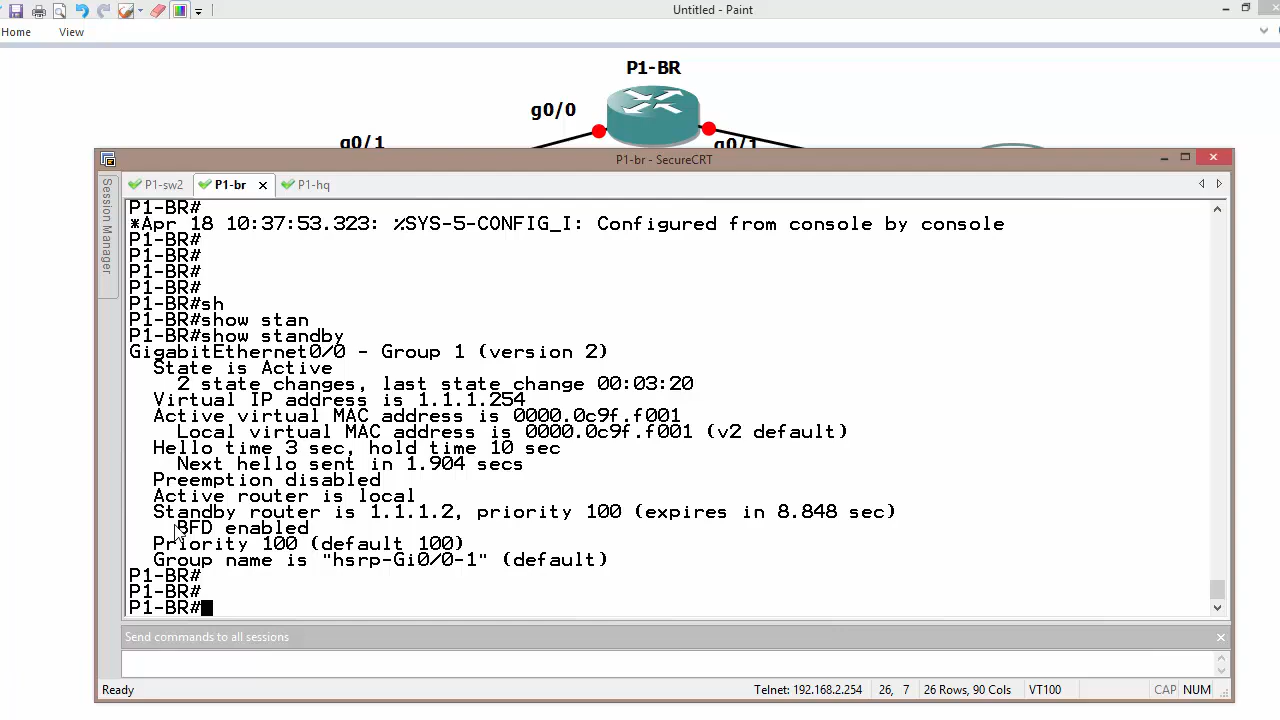 Untitled - Paint
Home View
P1-BR
g0/0
g0/1
g0/1
P1-br - SecureCRT
Session Manager
P1-sw2 P1-br P1-hq
P1-BR#
*Apr 18 10:37:53.323: %SYS-5-CONFIG_I: Configured from console by console
P1-BR#
P1-BR#
P1-BR#
P1-BR#
P1-BR#sh
P1-BR#show stan
P1-BR#show standby
GigabitEthernet0/0 - Group 1 (version 2)
State is Active
2 state changes, last state change 00:03:20
Virtual IP address is 1.1.1.254
Active virtual MAC address is 0000.0c9f.f001
Local virtual MAC address is 0000.0c9f.f001 (v2 default)
Hello time 3 sec, hold time 10 sec
Next hello sent in 1.904 secs
Preemption disabled
Active router is local
Standby router is 1.1.1.2, priority 100 (expires in 8.848 sec)
BFD enabled
Priority 100 (default 100)
Group name is "hsrp-Gi0/0-1" (default)
P1-BR#
P1-BR#
P1-BR#
Send commands to all sessions
Ready Telnet: 192.168.2.254 26, 7 26 Rows, 90 Cols VT100 CAP NUM